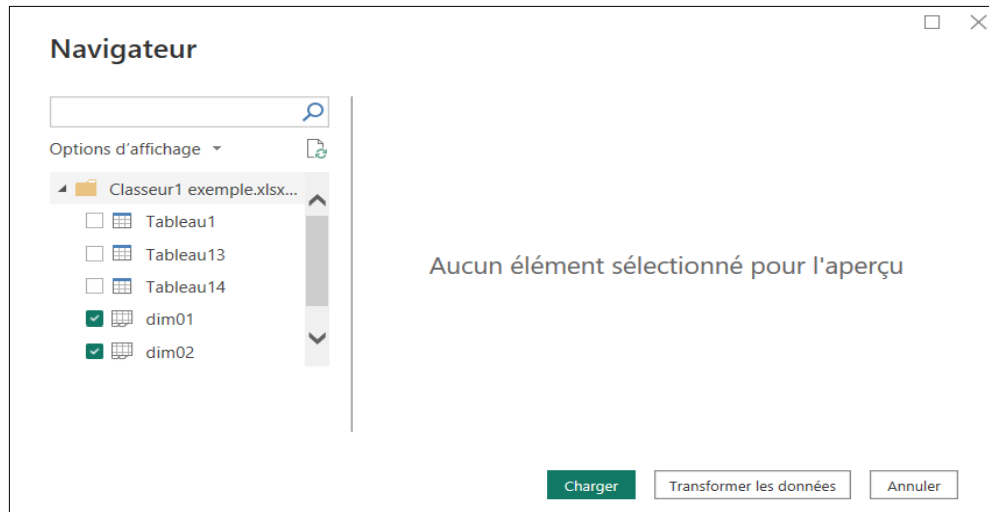 Navigateur
Options d'affichage
Classeur1 exemple.xlsx...
Tableau1
Tableau13
Tableau14
dim01
dim02
Aucun élément sélectionné pour l'aperçu
Charger
Transformer les données
Annuler